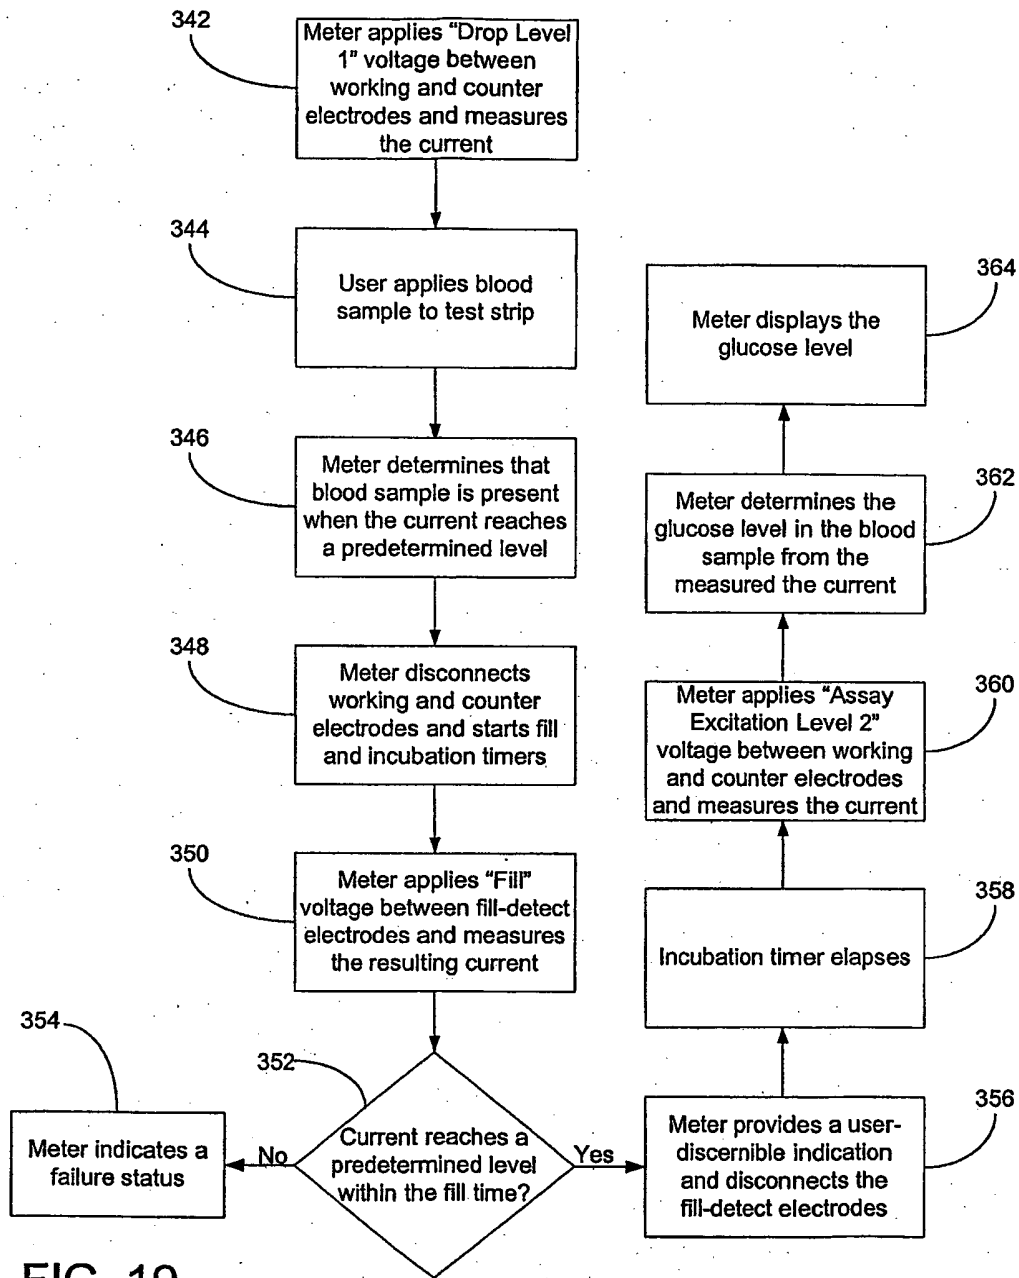 342
Meter applies “Drop Level
1” voltage between
working and counter
electrodes and measures
the current
344
User applies blood
sample to test strip
346
Meter determines that
blood sample is present
when the current reaches
a predetermined level
348
Meter disconnects
working and counter
electrodes and starts fill
and incubation timers
350
Meter applies “Fill”
voltage between fill-detect
electrodes and measures
the resulting current
352
Current reaches a
predetermined level
within the fill time?
No
Yes
354
Meter indicates a
failure status
356
Meter provides a user-
discernible indication
and disconnects the
fill-detect electrodes
358
Incubation timer elapses
360
Meter applies “Assay
Excitation Level 2”
voltage between working
and counter electrodes
and measures the current
362
Meter determines the
glucose level in the blood
sample from the
measured the current
364
Meter displays the
glucose level
FIG. 19